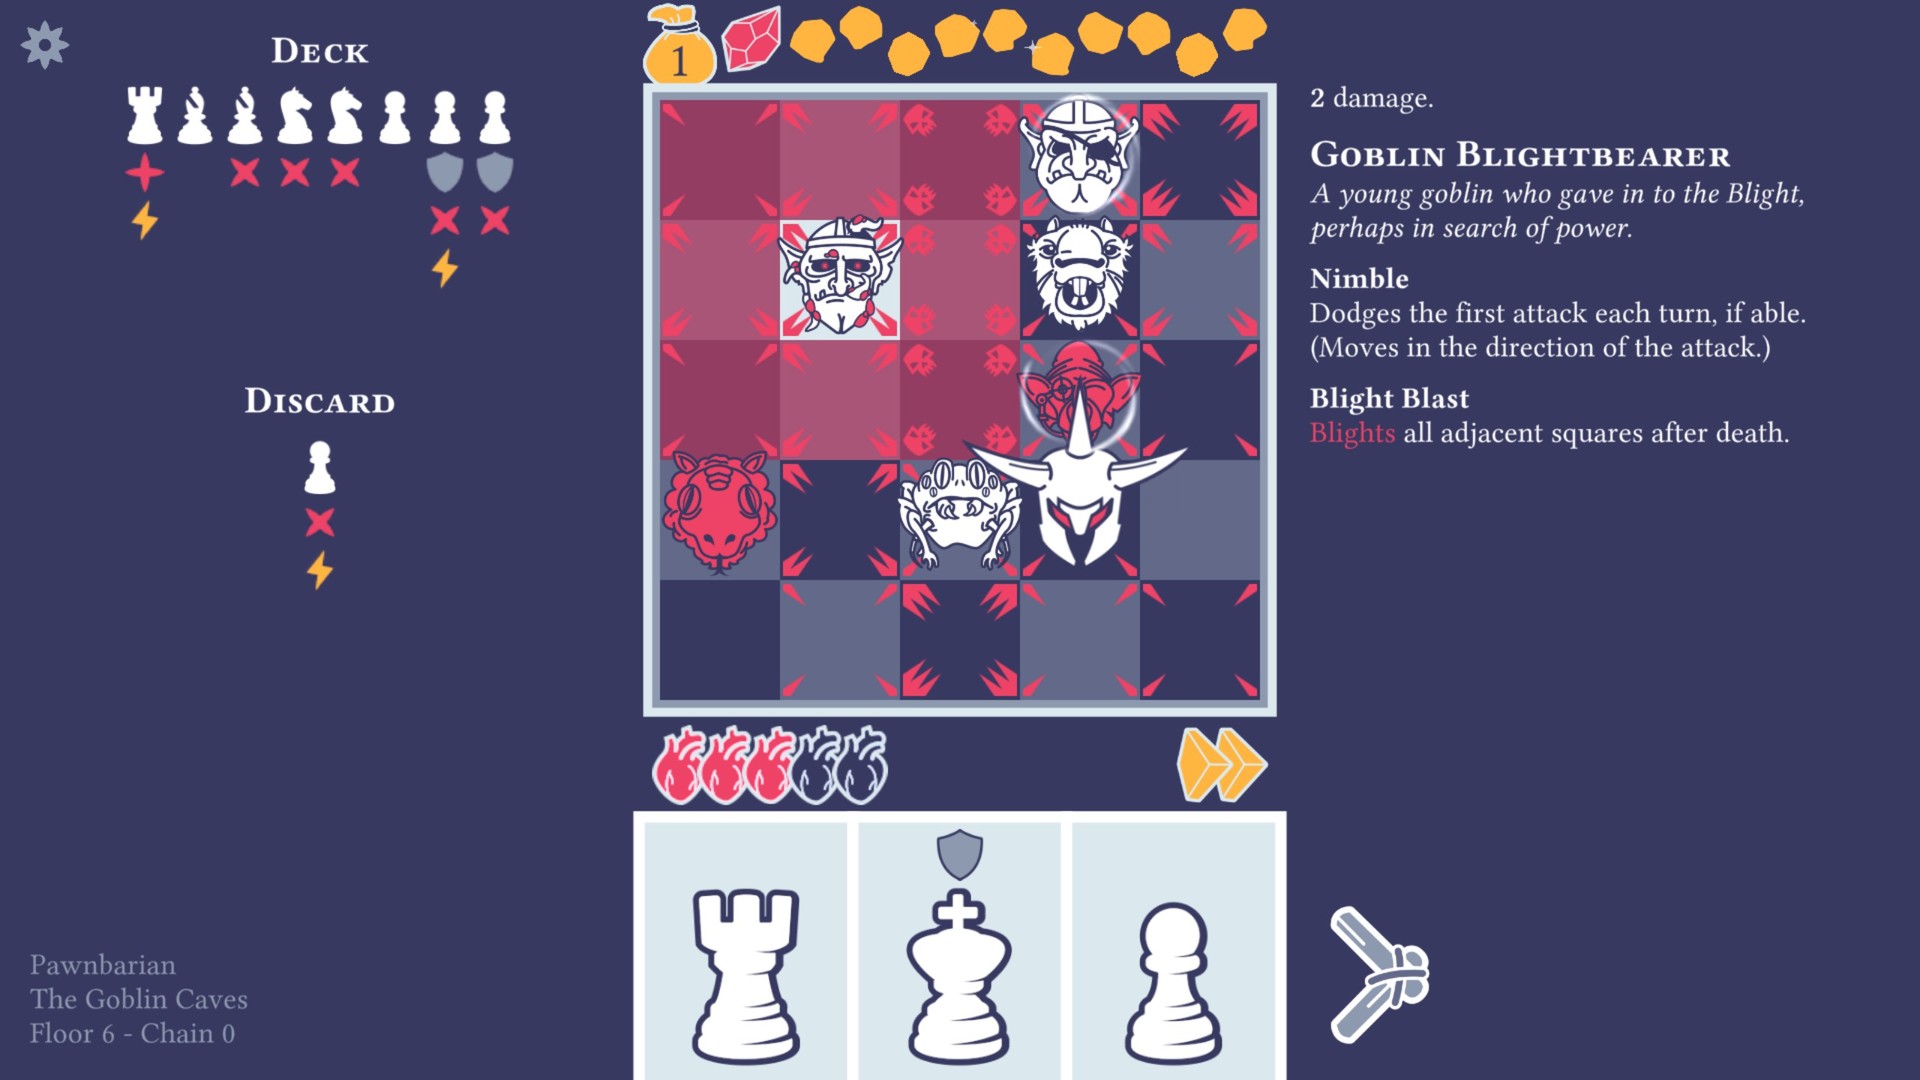 DECK
DISCARD
1
2 damage.
GOBLIN BLIGHTBEARER
A young goblin who gave in to the Blight,
perhaps in search of power.
Nimble
Dodges the first attack each turn, if able.
(Moves in the direction of the attack.)
Blight Blast
Blights all adjacent squares after death.
Pawnbarian
The Goblin Caves
Floor 6 - Chain 0